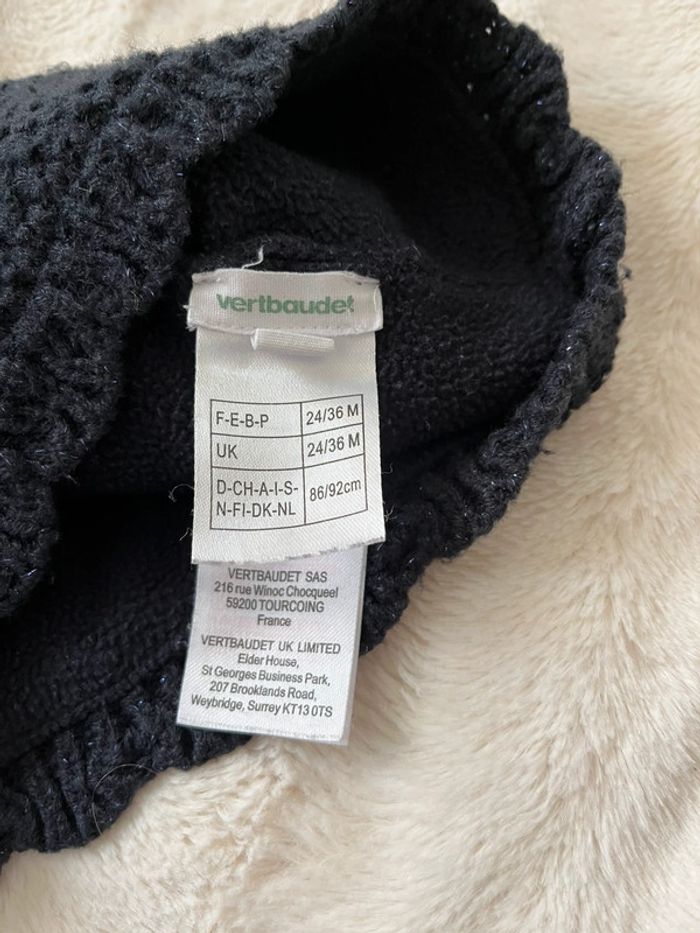 vertbaudet
F-E-B-P 24/36 M
UK 24/36 M
D-CH-A-I-S- 86/92cm
N-FI-DK-NL
VERTBAUDET SAS
216 rue Winoc Chocqueel
59200 TOURCOING
France
VERTBAUDET UK LIMITED
Elder House,
St Georges Business Park,
207 Brooklands Road,
Weybridge, Surrey KT13 0TS